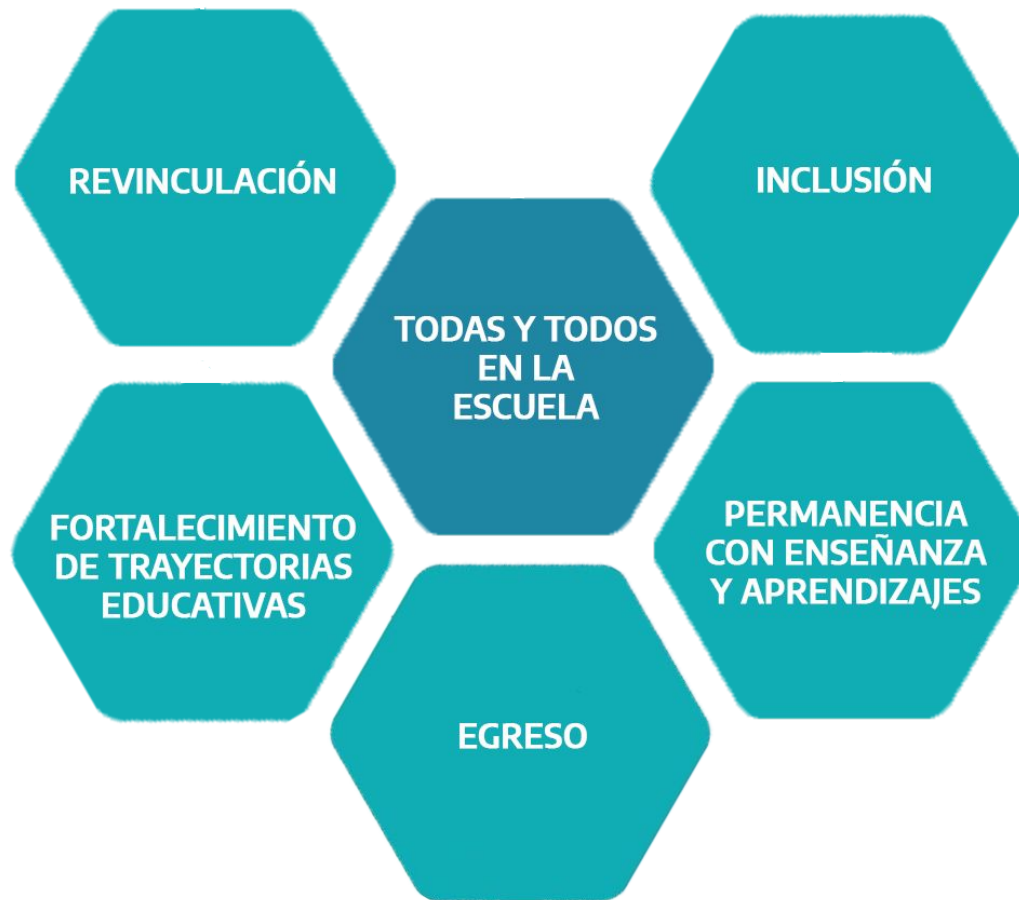 REVINCULACIÓN
INCLUSIÓN
TODAS Y TODOS
EN LA
ESCUELA
FORTALECIMIENTO
DE TRAYECTORIAS
EDUCATIVAS
PERMANENCIA
CON ENSEÑANZA
Y APRENDIZAJES
EGRESO